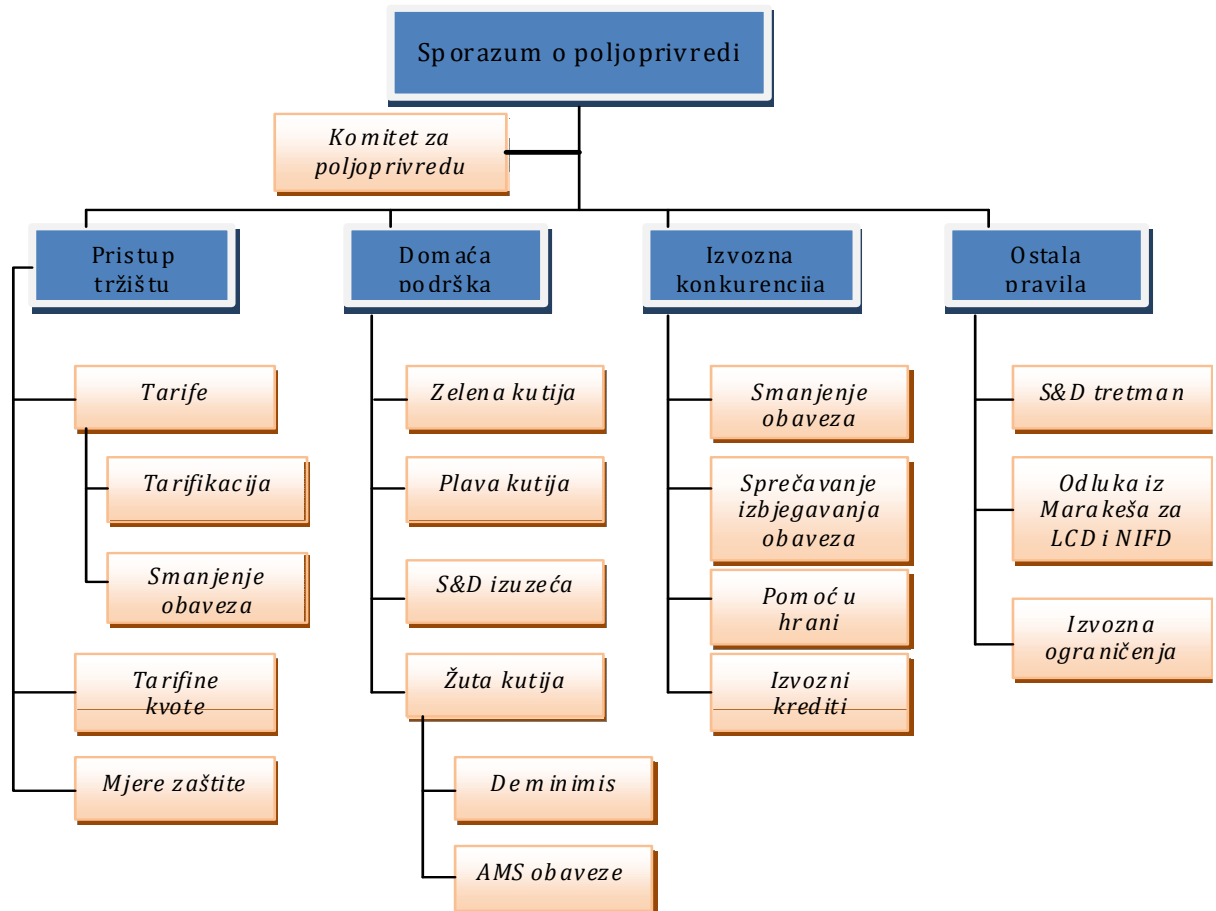 Sporazum o poljoprivredi
Komitet za
poljoprivredu
Pristup
tržištu
Domaća
podrška
Izvozna
konkurencija
Ostala
pravila
Tarife
Tarifikacija
Smanjenje
obaveza
Tarifine
kvote
Mjere zaštite
Zelena kutija
Plava kutija
S&D izuzeća
Žuta kutija
De minimis
AMS obaveze
Smanjenje
obaveza
Sprečavanje
izbjegavanja
obaveza
Pomoć u
hrani
Izvozni
krediti
S&D tretman
Odluka iz
Marakeša za
LCD i NIFD
Izvozna
ograničenja